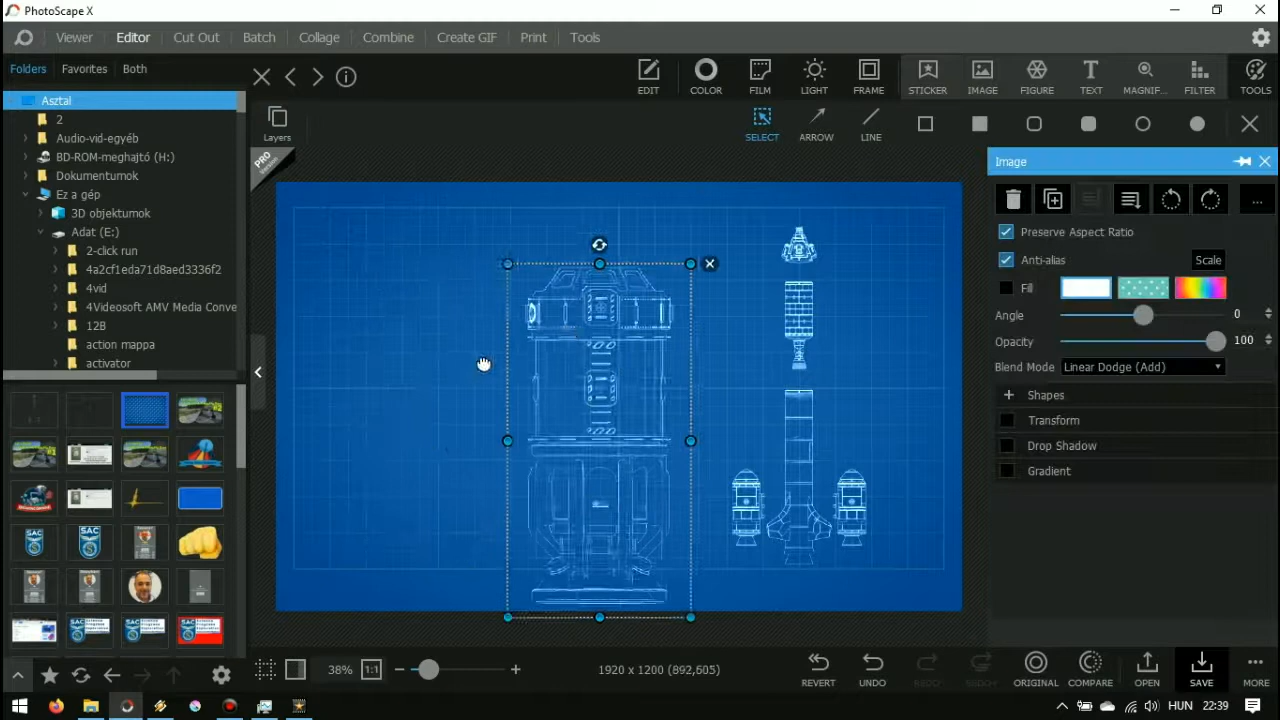 PhotoScape X
Viewer Editor Cut Out Batch Collage Combine Create GIF Print Tools
Folders Favorites Both
EDIT COLOR FILM LIGHT FRAME STICKER IMAGE FIGURE TEXT MAGNIF... FILTER TOOLS
Asztal
2
Audio-vid-egyéb
BD-ROM-meghajtó (H:)
Dokumentumok
Ez a gép
3D objektumok
Adat (E:)
2-click run
4a2cf1eda71d8aed3336f2
4vid
4Videosoft AMV Media Conve
action mappa
activator
Layers
SELECT ARROW LINE
PRO
Version
Image
...
Preserve Aspect Ratio
Anti-alias Scale
Fill
Angle 0
Opacity 100
Blend Mode Linear Dodge (Add)
Shapes
Transform
Drop Shadow
Gradient
38% 1:1 1920 x 1200 (892,605)
REVERT UNDO REDO ORIGINAL COMPARE OPEN SAVE MORE
HUN 22:39